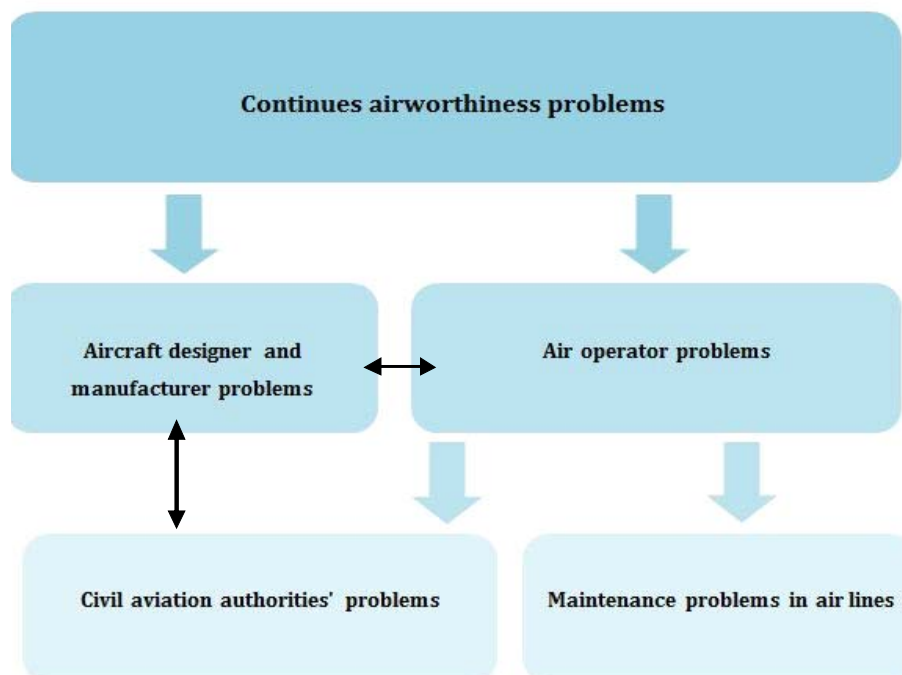 Continues airworthiness problems
Aircraft designer and
manufacturer problems
Air operator problems
Civil aviation authorities' problems
Maintenance problems in air lines